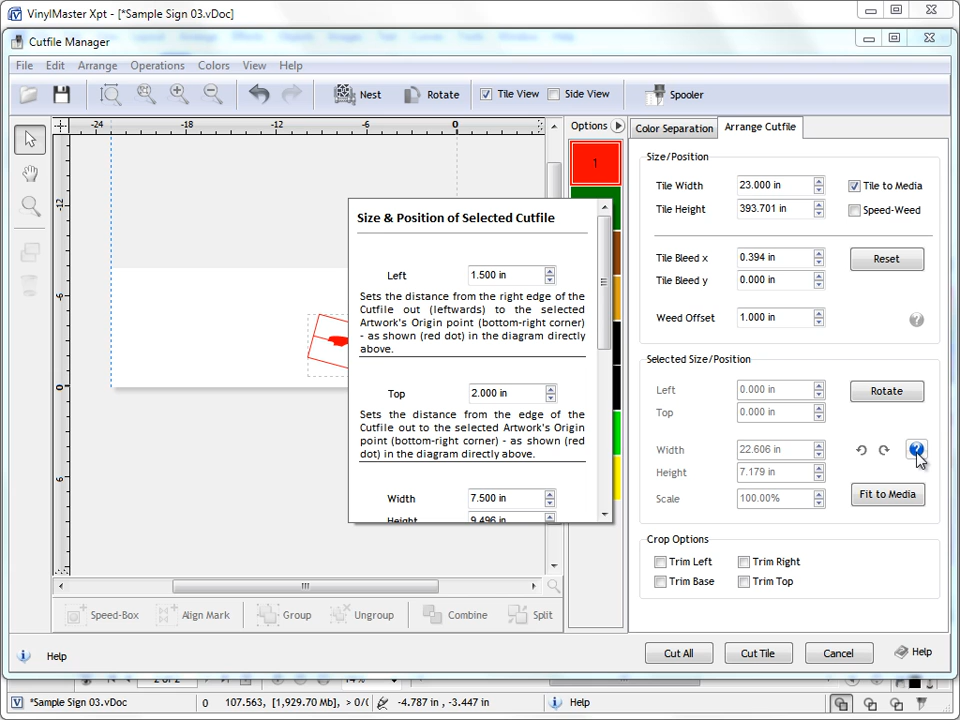 VinylMaster Xpt - [*Sample Sign 03.vDoc]
Cutfile Manager
File Edit Arrange Operations Colors View Help
Nest Rotate Tile View Side View Spooler
-24 -18 -12 -6 0
Options
Color Separation Arrange Cutfile
1
Size/Position
Tile Width 23.000 in Tile to Media
Tile Height 393.701 in Speed-Weed
Tile Bleed x 0.394 in Reset
Tile Bleed y 0.000 in
Weed Offset 1.000 in ?
Selected Size/Position
Left 0.000 in Rotate
Top 0.000 in
Width 22.606 in ?
Height 7.179 in
Scale 100.00% Fit to Media
Crop Options
Trim Left Trim Right
Trim Base Trim Top
-12
-6
0
6
Size & Position of Selected Cutfile
Left 1.500 in
Sets the distance from the right edge of the
Cutfile out (leftwards) to the selected
Artwork's Origin point (bottom-right corner)
- as shown (red dot) in the diagram directly
above.
Top 2.000 in
Sets the distance from the edge of the
Cutfile out to the selected Artwork's Origin
point (bottom-right corner) - as shown (red
dot) in the diagram directly above.
Width 7.500 in
Height 9.496 in
Speed-Box Align Mark Group Ungroup Combine Split
Help
Cut All Cut Tile Cancel Help
*Sample Sign 03.vDoc 0 107.563, [1,929.70 Mb], > 0/( -4.787 in , -3.447 in Help